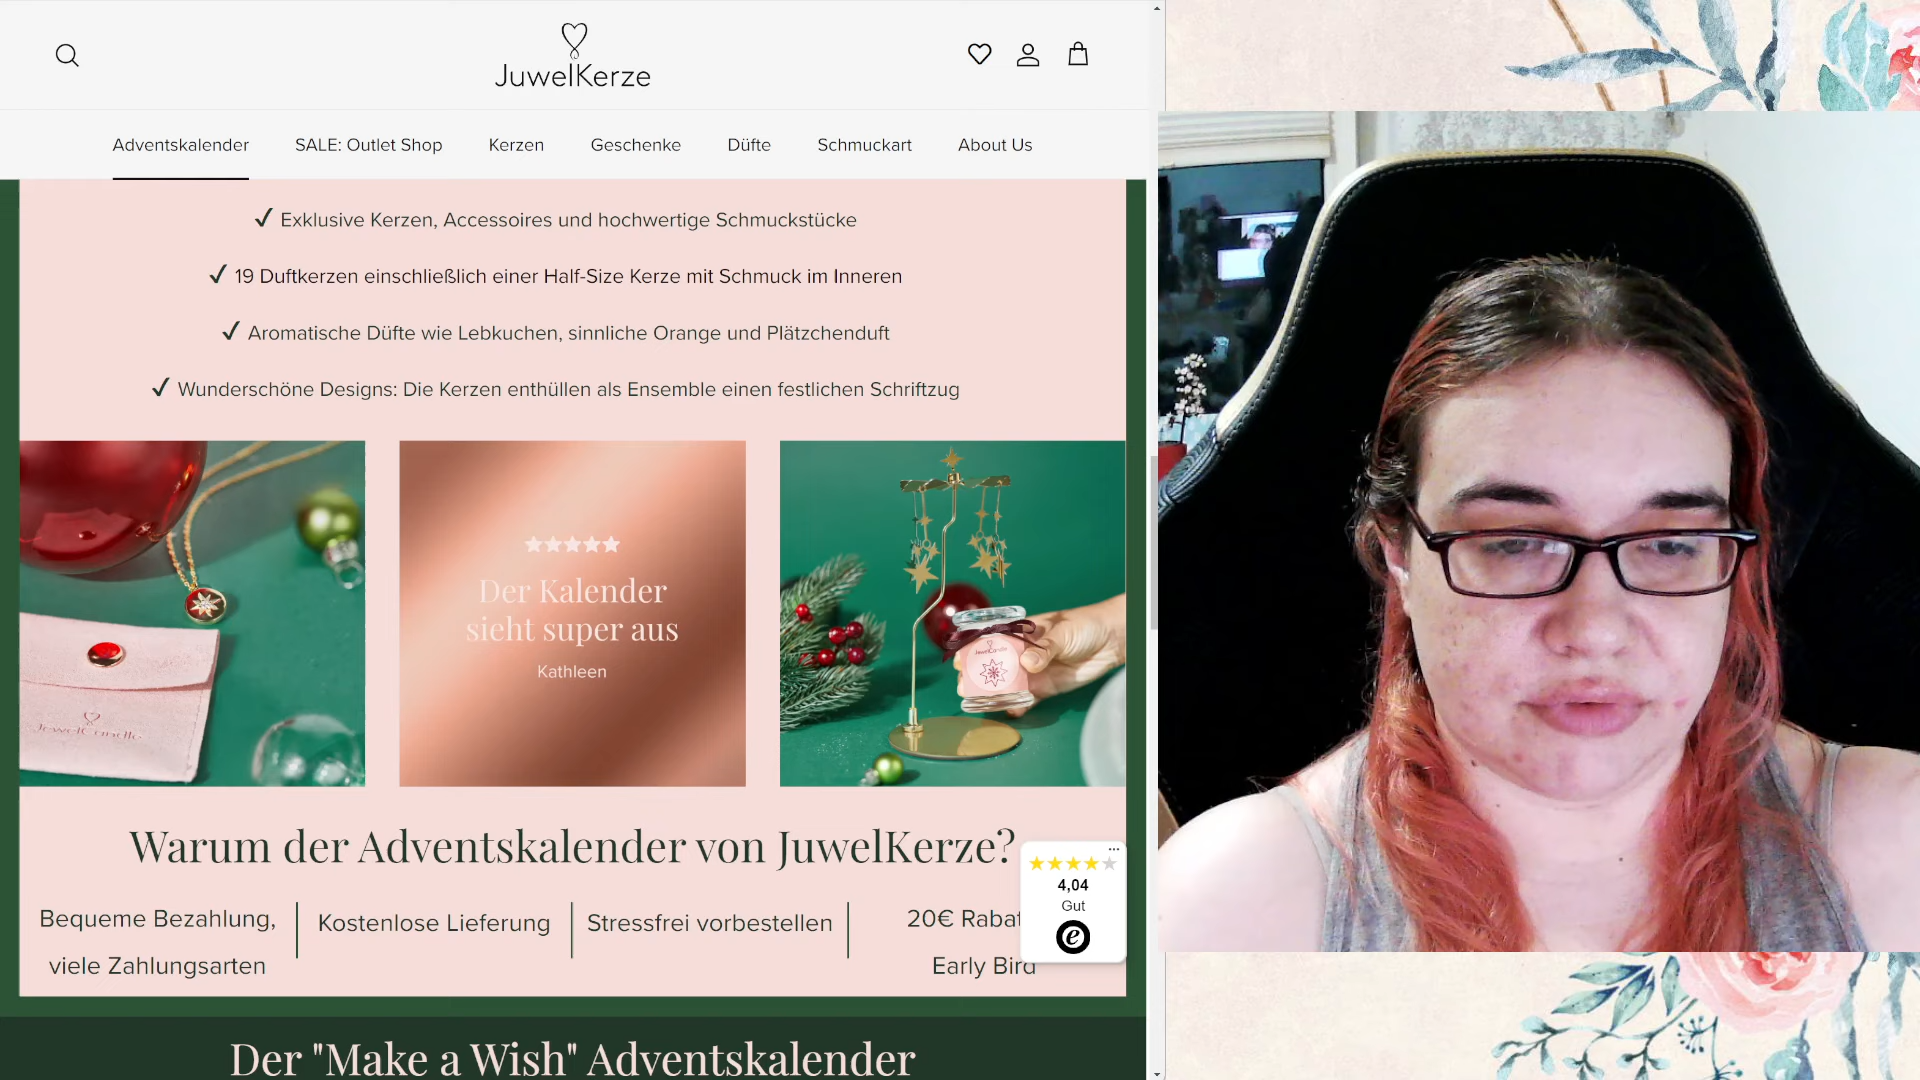 JuwelKerze
Adventskalender SALE: Outlet Shop Kerzen Geschenke Düfte Schmuckart About Us
✓ Exklusive Kerzen, Accessoires und hochwertige Schmuckstücke
✓ 19 Duftkerzen einschließlich einer Half-Size Kerze mit Schmuck im Inneren
✓ Aromatische Düfte wie Lebkuchen, sinnliche Orange und Plätzchenduft
✓ Wunderschöne Designs: Die Kerzen enthüllen als Ensemble einen festlichen Schriftzug
JuwelCandle
Der Kalender
sieht super aus
Kathleen
JuwelCandle
Warum der Adventskalender von JuwelKerze?
Bequeme Bezahlung,
viele Zahlungsarten
Kostenlose Lieferung
Stressfrei vorbestellen
20€
Early Bird
4,04
Gut
e
Der "Make a Wish" Adventskalender